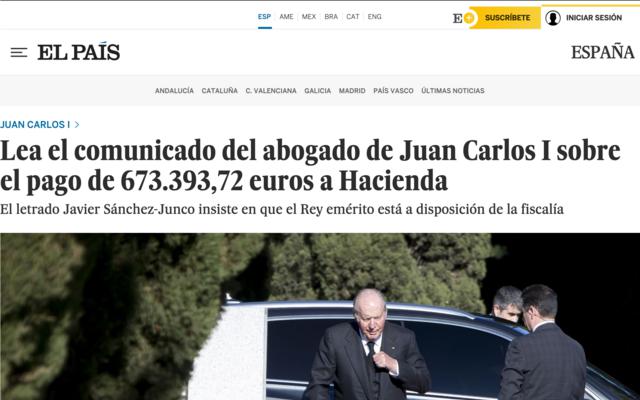 ESP AME MEX BRA CAT ENG
E+ SUSCRÍBETE INICIAR SESIÓN
EL PAÍS
ESPAÑA
ANDALUCÍA CATALUÑA C. VALENCIANA GALICIA MADRID PAÍS VASCO ÚLTIMAS NOTICIAS
JUAN CARLOS I >
Lea el comunicado del abogado de Juan Carlos I sobre
el pago de 673.393,72 euros a Hacienda
El letrado Javier Sánchez-Junco insiste en que el Rey emérito está a disposición de la fiscalía